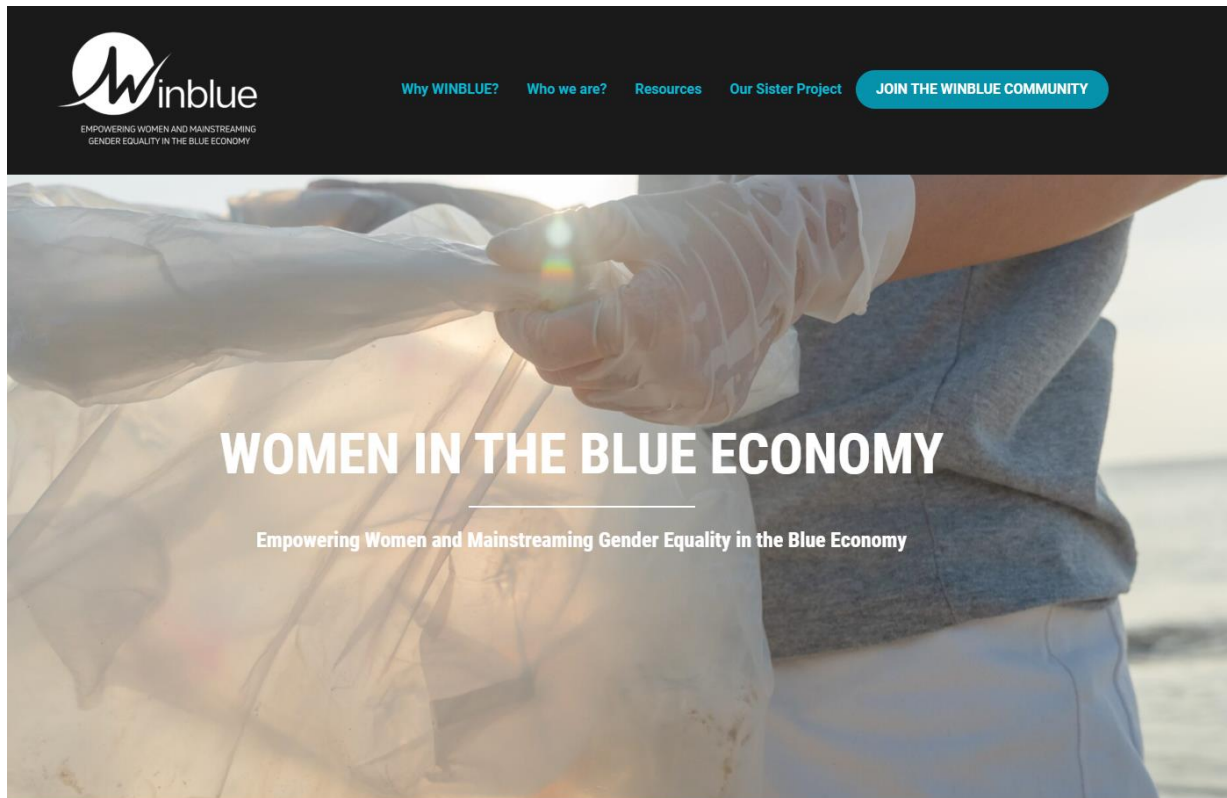 Winblue
EMPOWERING WOMEN AND MAINSTREAMING
GENDER EQUALITY IN THE BLUE ECONOMY
Why WINBLUE?
Who we are?
Resources
Our Sister Project
JOIN THE WINBLUE COMMUNITY
WOMEN IN THE BLUE ECONOMY
Empowering Women and Mainstreaming Gender Equality in the Blue Economy